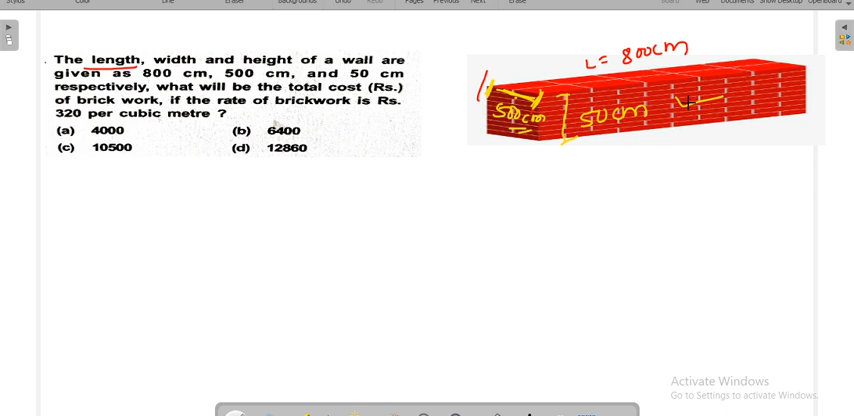 Stylus Color Line Eraser Backgrounds Undo Redo Pages Previous Next Erase Board Web Documents Show Desktop OpenBoard
The length, width and height of a wall are
given as 800 cm, 500 cm, and 50 cm
respectively, what will be the total cost (Rs.)
of brick work, if the rate of brickwork is Rs.
320 per cubic metre ?
(a) 4000 (b) 6400
(c) 10500 (d) 12860
L = 800cm
500cm 50cm
Activate Windows
Go to Settings to activate Windows.